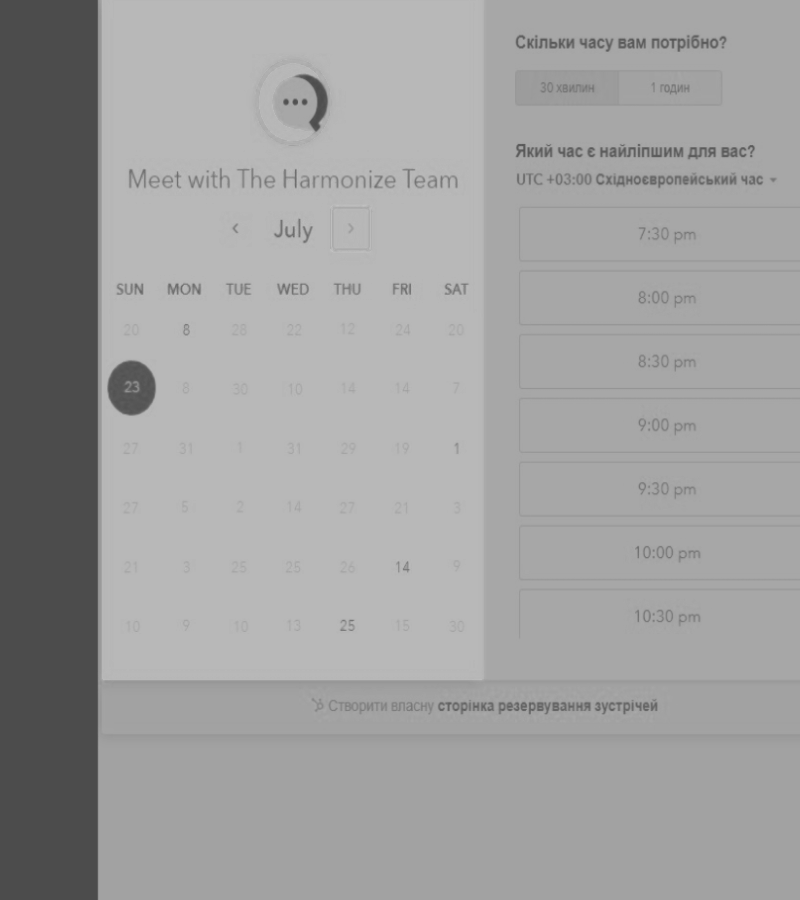 Meet with The Harmonize Team
July
SUN MON TUE WED THU FRI SAT
20 8 28 22 12 24 20
23 8 30 10 14 14 7
27 31 1 31 29 19 1
27 5 2 14 27 21 3
21 3 25 25 26 14 9
10 9 10 13 25 15 30
Скільки часу вам потрібно?
30 хвилин 1 годин
Який час є найліпшим для вас?
UTC +03:00 Східноєвропейський час
7:30 pm
8:00 pm
8:30 pm
9:00 pm
9:30 pm
10:00 pm
10:30 pm
Створити власну сторінка резервування зустрічей